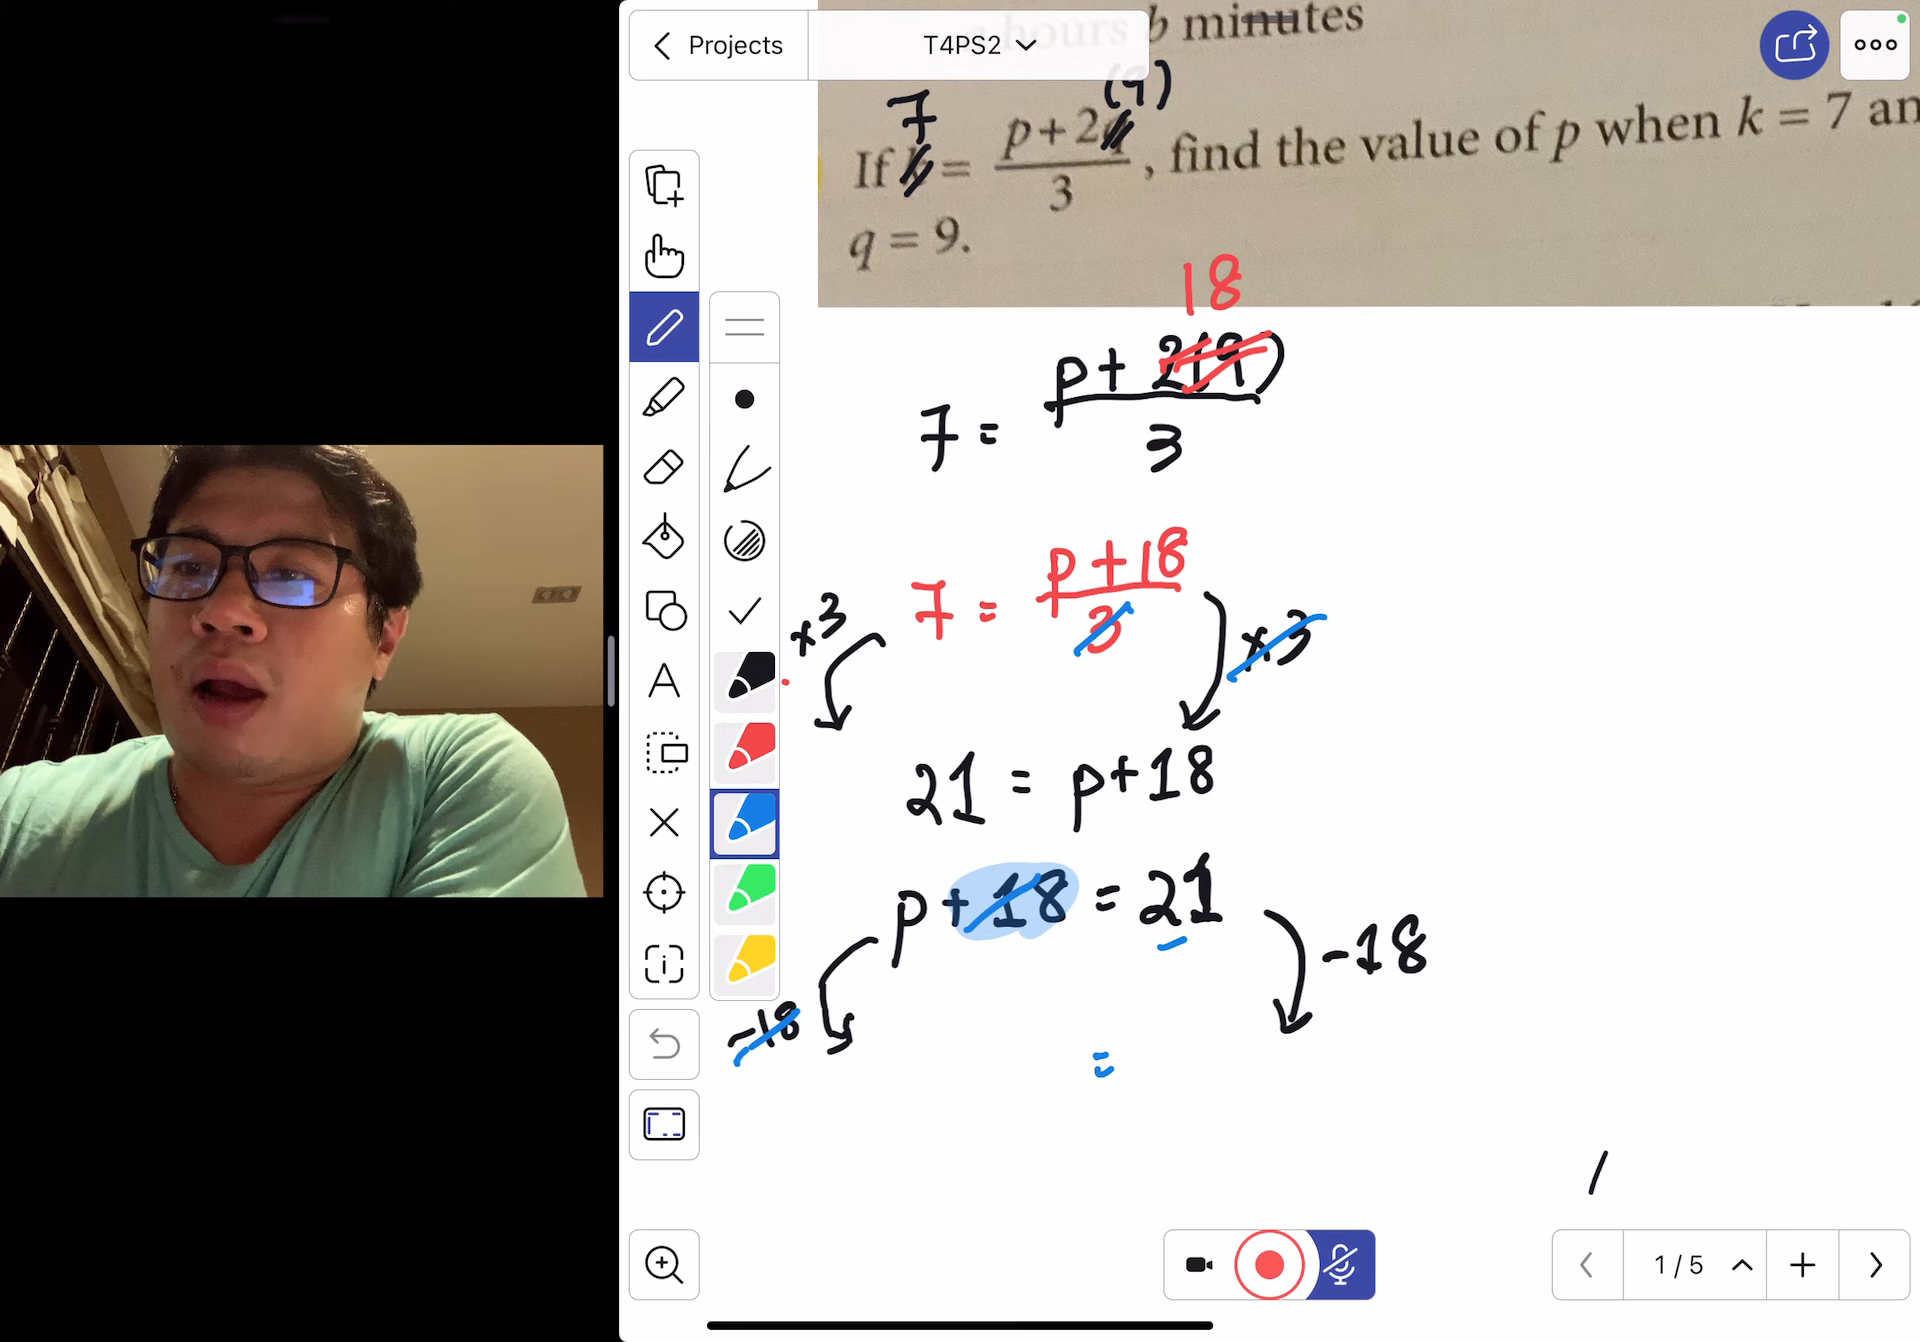 Projects
T4PS2
b minutes
7
(9)
If k = p + 2q / 3 , find the value of p when k = 7 an
q = 9.
18
7 = p + 2(9) / 3
7 = p + 18 / 3
×3
×3
21 = p + 18
p + 18 = 21
-18
-18
=
/
A
1 / 5